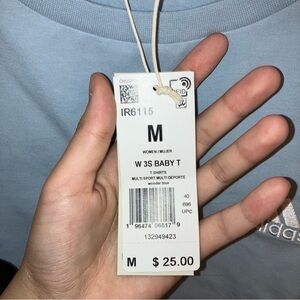 IR6115
M
WOMEN / MUJER
W 3S BABY T
T SHIRTS
MULTI SPORT MULTI DEPORTE
wonder blue
40
696
UPC
1 96474 06617 9
132949423
M $ 25.00
adidas